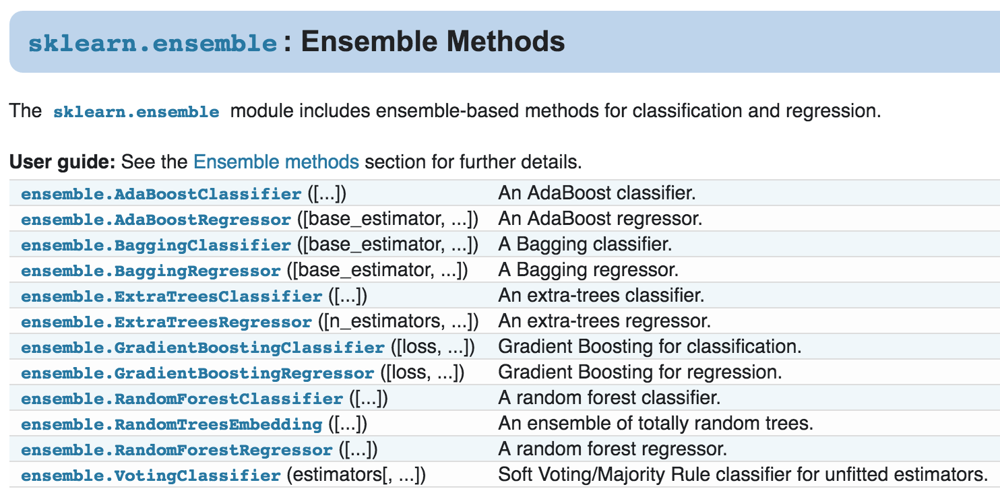 sklearn.ensemble: Ensemble Methods
The sklearn.ensemble module includes ensemble-based methods for classification and regression.
User guide: See the Ensemble methods section for further details.
ensemble.AdaBoostClassifier ([...]) An AdaBoost classifier.
ensemble.AdaBoostRegressor ([base_estimator, ...]) An AdaBoost regressor.
ensemble.BaggingClassifier ([base_estimator, ...]) A Bagging classifier.
ensemble.BaggingRegressor ([base_estimator, ...]) A Bagging regressor.
ensemble.ExtraTreesClassifier ([...]) An extra-trees classifier.
ensemble.ExtraTreesRegressor ([n_estimators, ...]) An extra-trees regressor.
ensemble.GradientBoostingClassifier ([loss, ...]) Gradient Boosting for classification.
ensemble.GradientBoostingRegressor ([loss, ...]) Gradient Boosting for regression.
ensemble.RandomForestClassifier ([...]) A random forest classifier.
ensemble.RandomTreesEmbedding ([...]) An ensemble of totally random trees.
ensemble.RandomForestRegressor ([...]) A random forest regressor.
ensemble.VotingClassifier (estimators[, ...]) Soft Voting/Majority Rule classifier for unfitted estimators.